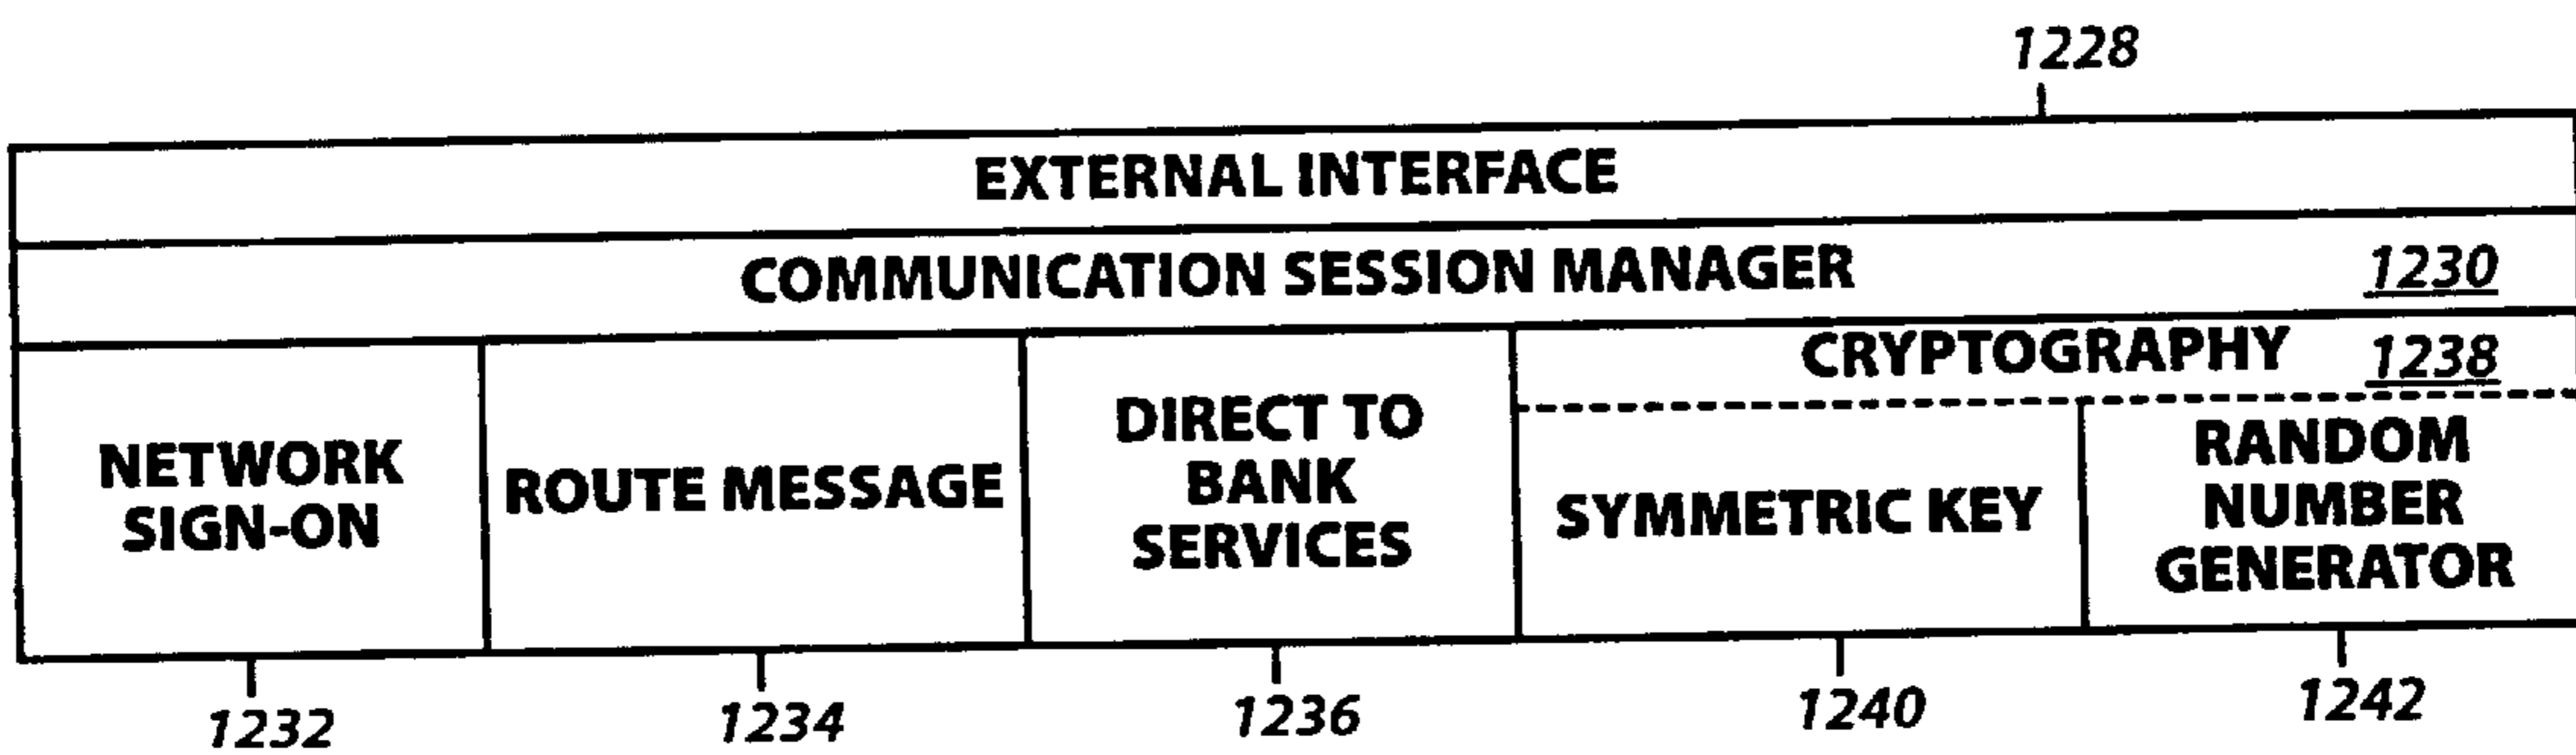 1228
EXTERNAL INTERFACE
COMMUNICATION SESSION MANAGER 1230
CRYPTOGRAPHY 1238
NETWORK
SIGN-ON
ROUTE MESSAGE
DIRECT TO
BANK
SERVICES
SYMMETRIC KEY
RANDOM
NUMBER
GENERATOR
1232
1234
1236
1240
1242